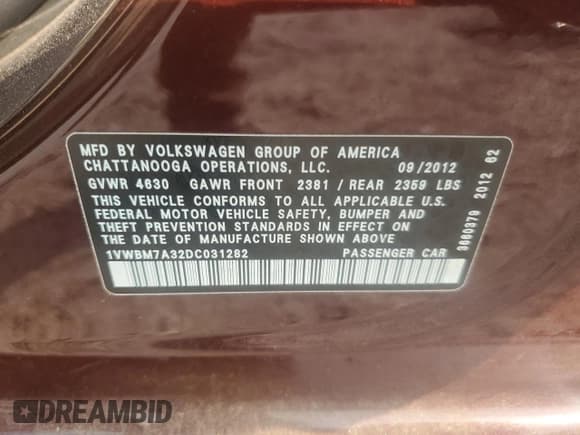 MFD BY VOLKSWAGEN GROUP OF AMERICA
CHATTANOOGA OPERATIONS, LLC. 09/2012
GVWR 4630 GAWR FRONT 2381 / REAR 2359 LBS
THIS VEHICLE CONFORMS TO ALL APPLICABLE U.S.
FEDERAL MOTOR VEHICLE SAFETY, BUMPER AND
THEFT PREVENTION STANDARDS IN EFFECT ON
THE DATE OF MANUFACTURE SHOWN ABOVE
1VWBM7A32DC031282 PASSENGER CAR
3660379 2012 62
DREAMBID